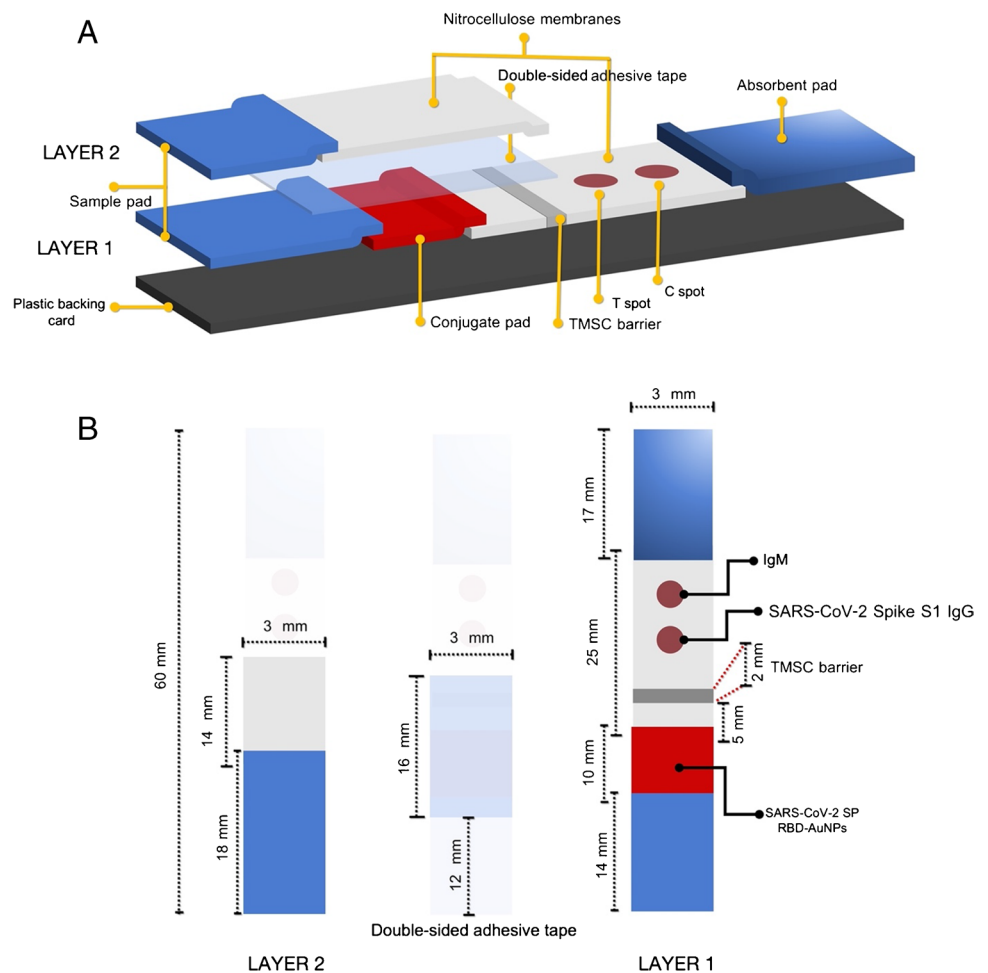 A
Nitrocellulose membranes
Double-sided adhesive tape
Absorbent pad
LAYER 2
Sample pad
LAYER 1
Plastic backing
card
Conjugate pad
TMSC barrier
T spot
C spot
B
3 mm
60 mm
17 mm
IgM
SARS-CoV-2 Spike S1 IgG
3 mm
3 mm
25 mm
2 mm
TMSC barrier
14 mm
16 mm
5 mm
10 mm
18 mm
12 mm
SARS-CoV-2 SP
RBD-AuNPs
14 mm
Double-sided adhesive tape
LAYER 2
LAYER 1